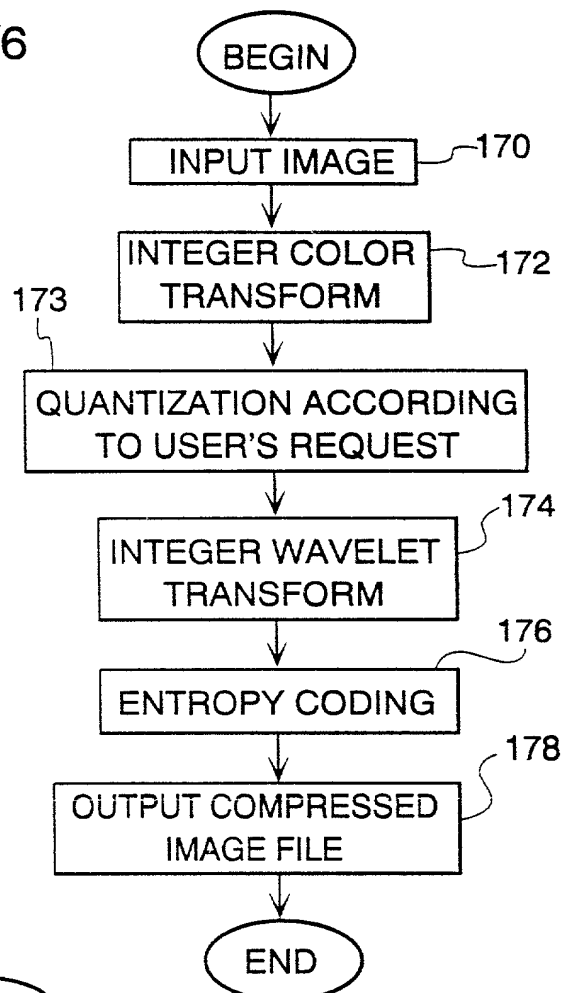 6
BEGIN
INPUT IMAGE
170
INTEGER COLOR
TRANSFORM
172
173
QUANTIZATION ACCORDING
TO USER'S REQUEST
INTEGER WAVELET
TRANSFORM
174
176
ENTROPY CODING
178
OUTPUT COMPRESSED
IMAGE FILE
END